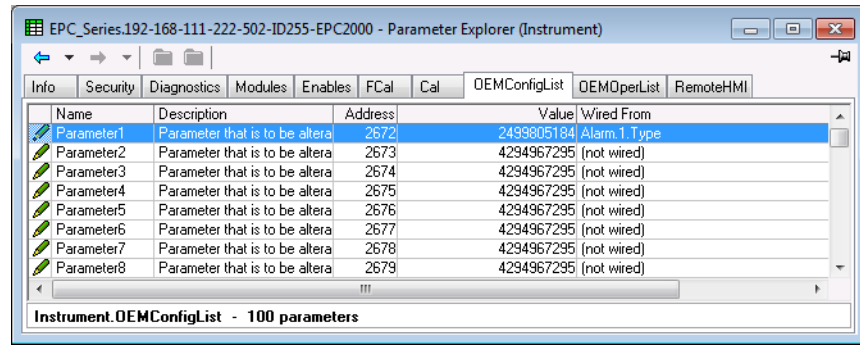 EPC_Series.192-168-111-222-502-ID255-EPC2000 - Parameter Explorer (Instrument)
Info Security Diagnostics Modules Enables FCal Cal OEMConfigList OEMOperList RemoteHMI
Name Description Address Value Wired From
Parameter1 Parameter that is to be altera 2672 2499805184 Alarm.1.Type
Parameter2 Parameter that is to be altera 2673 4294967295 (not wired)
Parameter3 Parameter that is to be altera 2674 4294967295 (not wired)
Parameter4 Parameter that is to be altera 2675 4294967295 (not wired)
Parameter5 Parameter that is to be altera 2676 4294967295 (not wired)
Parameter6 Parameter that is to be altera 2677 4294967295 (not wired)
Parameter7 Parameter that is to be altera 2678 4294967295 (not wired)
Parameter8 Parameter that is to be altera 2679 4294967295 (not wired)
Instrument.OEMConfigList - 100 parameters